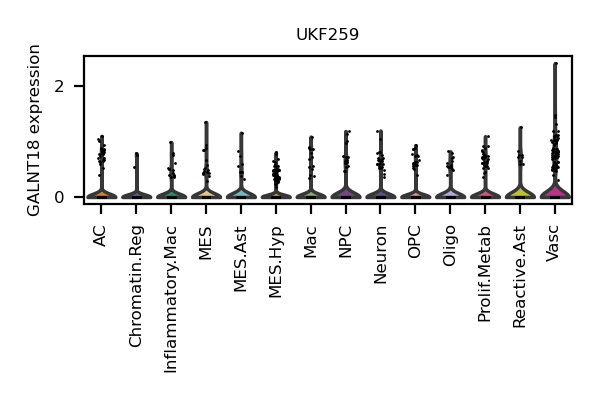 UKF259
GALNT18 expression
2
0
AC
Chromatin.Reg
Inflammatory.Mac
MES
MES.Ast
MES.Hyp
Mac
NPC
Neuron
OPC
Oligo
Prolif.Metab
Reactive.Ast
Vasc